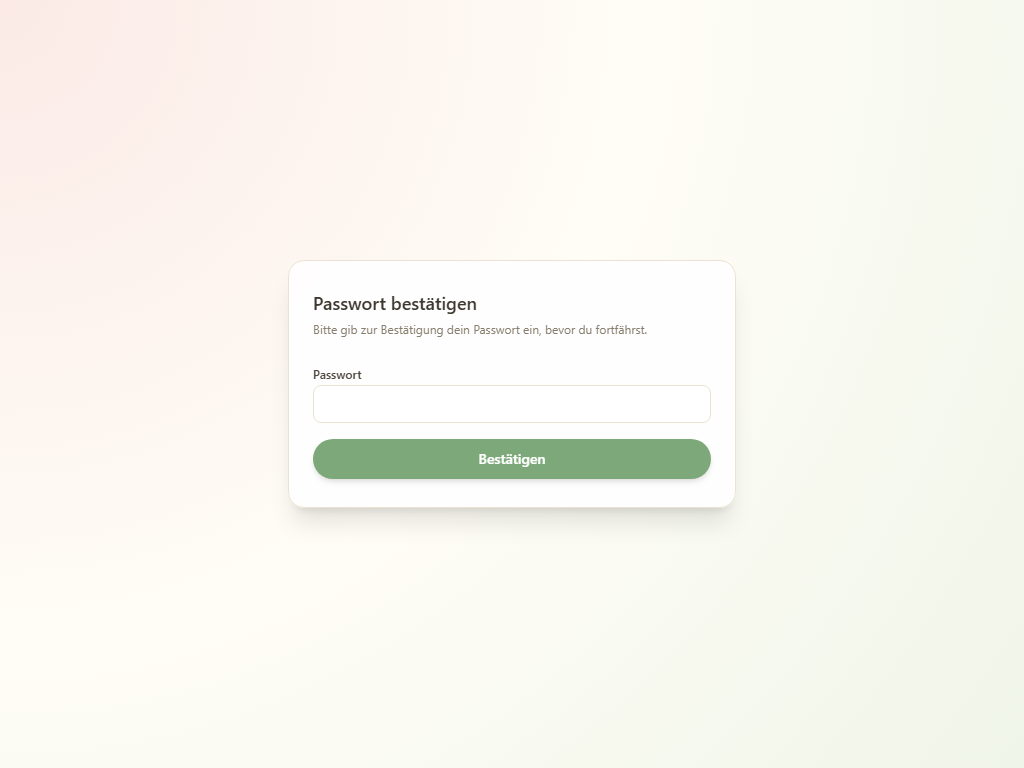 Passwort bestätigen
Bitte gib zur Bestätigung dein Passwort ein, bevor du fortfährst.
Passwort
Bestätigen